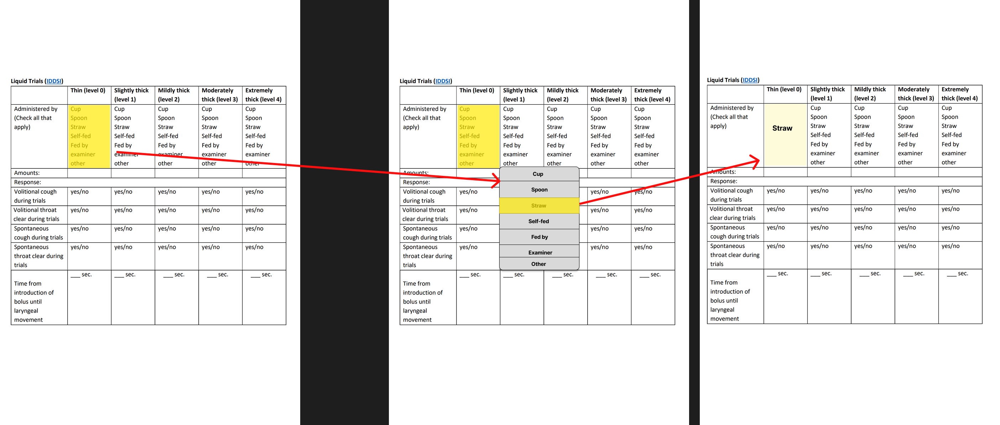 Liquid Trials (IDDSI)
Thin (level 0) Slightly thick (level 1) Mildly thick (level 2) Moderately thick (level 3) Extremely thick (level 4)
Administered by Cup Cup Cup Cup Cup
(Check all that Spoon Spoon Spoon Spoon Spoon
apply) Straw Straw Straw Straw Straw
Self-fed Self-fed Self-fed Self-fed Self-fed
Fed by Fed by Fed by Fed by Fed by
examiner examiner examiner examiner examiner
other other other other other
Amounts:
Response:
Volitional cough yes/no yes/no yes/no yes/no yes/no
during trials
Volitional throat yes/no yes/no yes/no yes/no yes/no
clear during trials
Spontaneous yes/no yes/no yes/no yes/no yes/no
cough during trials
Spontaneous yes/no yes/no yes/no yes/no yes/no
throat clear during
trials
___ sec. ___ sec. ___ sec. ___ sec. ___ sec.
Time from
introduction of
bolus until
laryngeal
movement
Liquid Trials (IDDSI)
Thin (level 0) Slightly thick (level 1) Mildly thick (level 2) Moderately thick (level 3) Extremely thick (level 4)
Administered by Cup Cup Cup Cup Cup
(Check all that Spoon Spoon Spoon Spoon Spoon
apply) Straw Straw Straw Straw Straw
Self-fed Self-fed Self-fed Self-fed Self-fed
Fed by Fed by Fed by Fed by Fed by
examiner examiner examiner examiner examiner
other other other other other
Amounts:
Response:
Volitional cough yes/no yes/no yes/no
during trials
Volitional throat yes/no yes/no yes/no
clear during trials
Spontaneous yes/no yes/no yes/no
cough during trials
Spontaneous yes/no yes/no yes/no
throat clear during
trials
Cup
Spoon
Straw
Self-fed
Fed by
Examiner
Other
___ sec. ___ sec. ___ sec. ___ sec. ___ sec.
Time from
introduction of
bolus until
laryngeal
movement
Liquid Trials (IDDSI)
Thin (level 0) Slightly thick (level 1) Mildly thick (level 2) Moderately thick (level 3) Extremely thick (level 4)
Administered by Cup Cup Cup Cup
(Check all that Spoon Spoon Spoon Spoon
apply) Straw Straw Straw Straw Straw
Self-fed Self-fed Self-fed Self-fed
Fed by Fed by Fed by Fed by
examiner examiner examiner examiner
other other other other
Amounts:
Response:
Volitional cough yes/no yes/no yes/no yes/no yes/no
during trials
Volitional throat yes/no yes/no yes/no yes/no yes/no
clear during trials
Spontaneous yes/no yes/no yes/no yes/no yes/no
cough during trials
Spontaneous yes/no yes/no yes/no yes/no yes/no
throat clear during
trials
___ sec. ___ sec. ___ sec. ___ sec. ___ sec.
Time from
introduction of
bolus until
laryngeal
movement